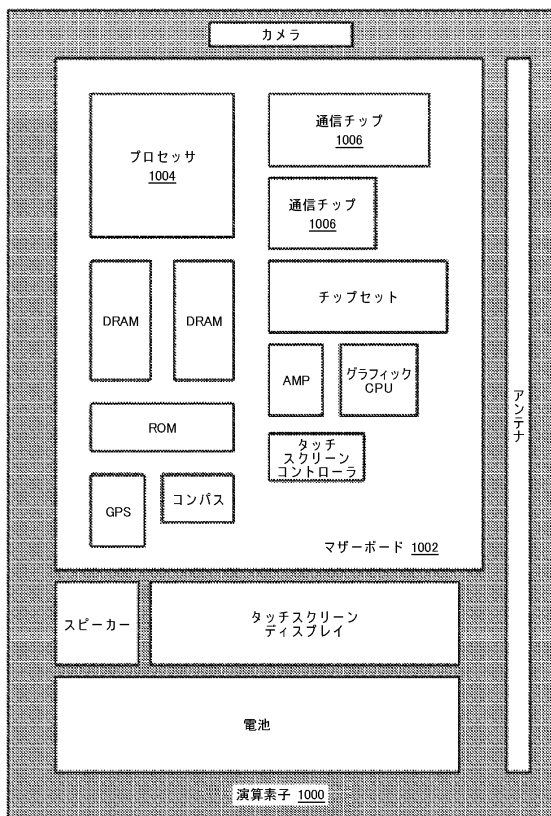 カメラ
プロセッサ
1004
通信チップ
1006
通信チップ
1006
DRAM
DRAM
チップセット
AMP
グラフィック
CPU
ROM
タッチ
スクリーン
コントローラ
GPS
コンパス
マザーボード 1002
アンテナ
スピーカー
タッチスクリーン
ディスプレイ
電池
演算素子 1000